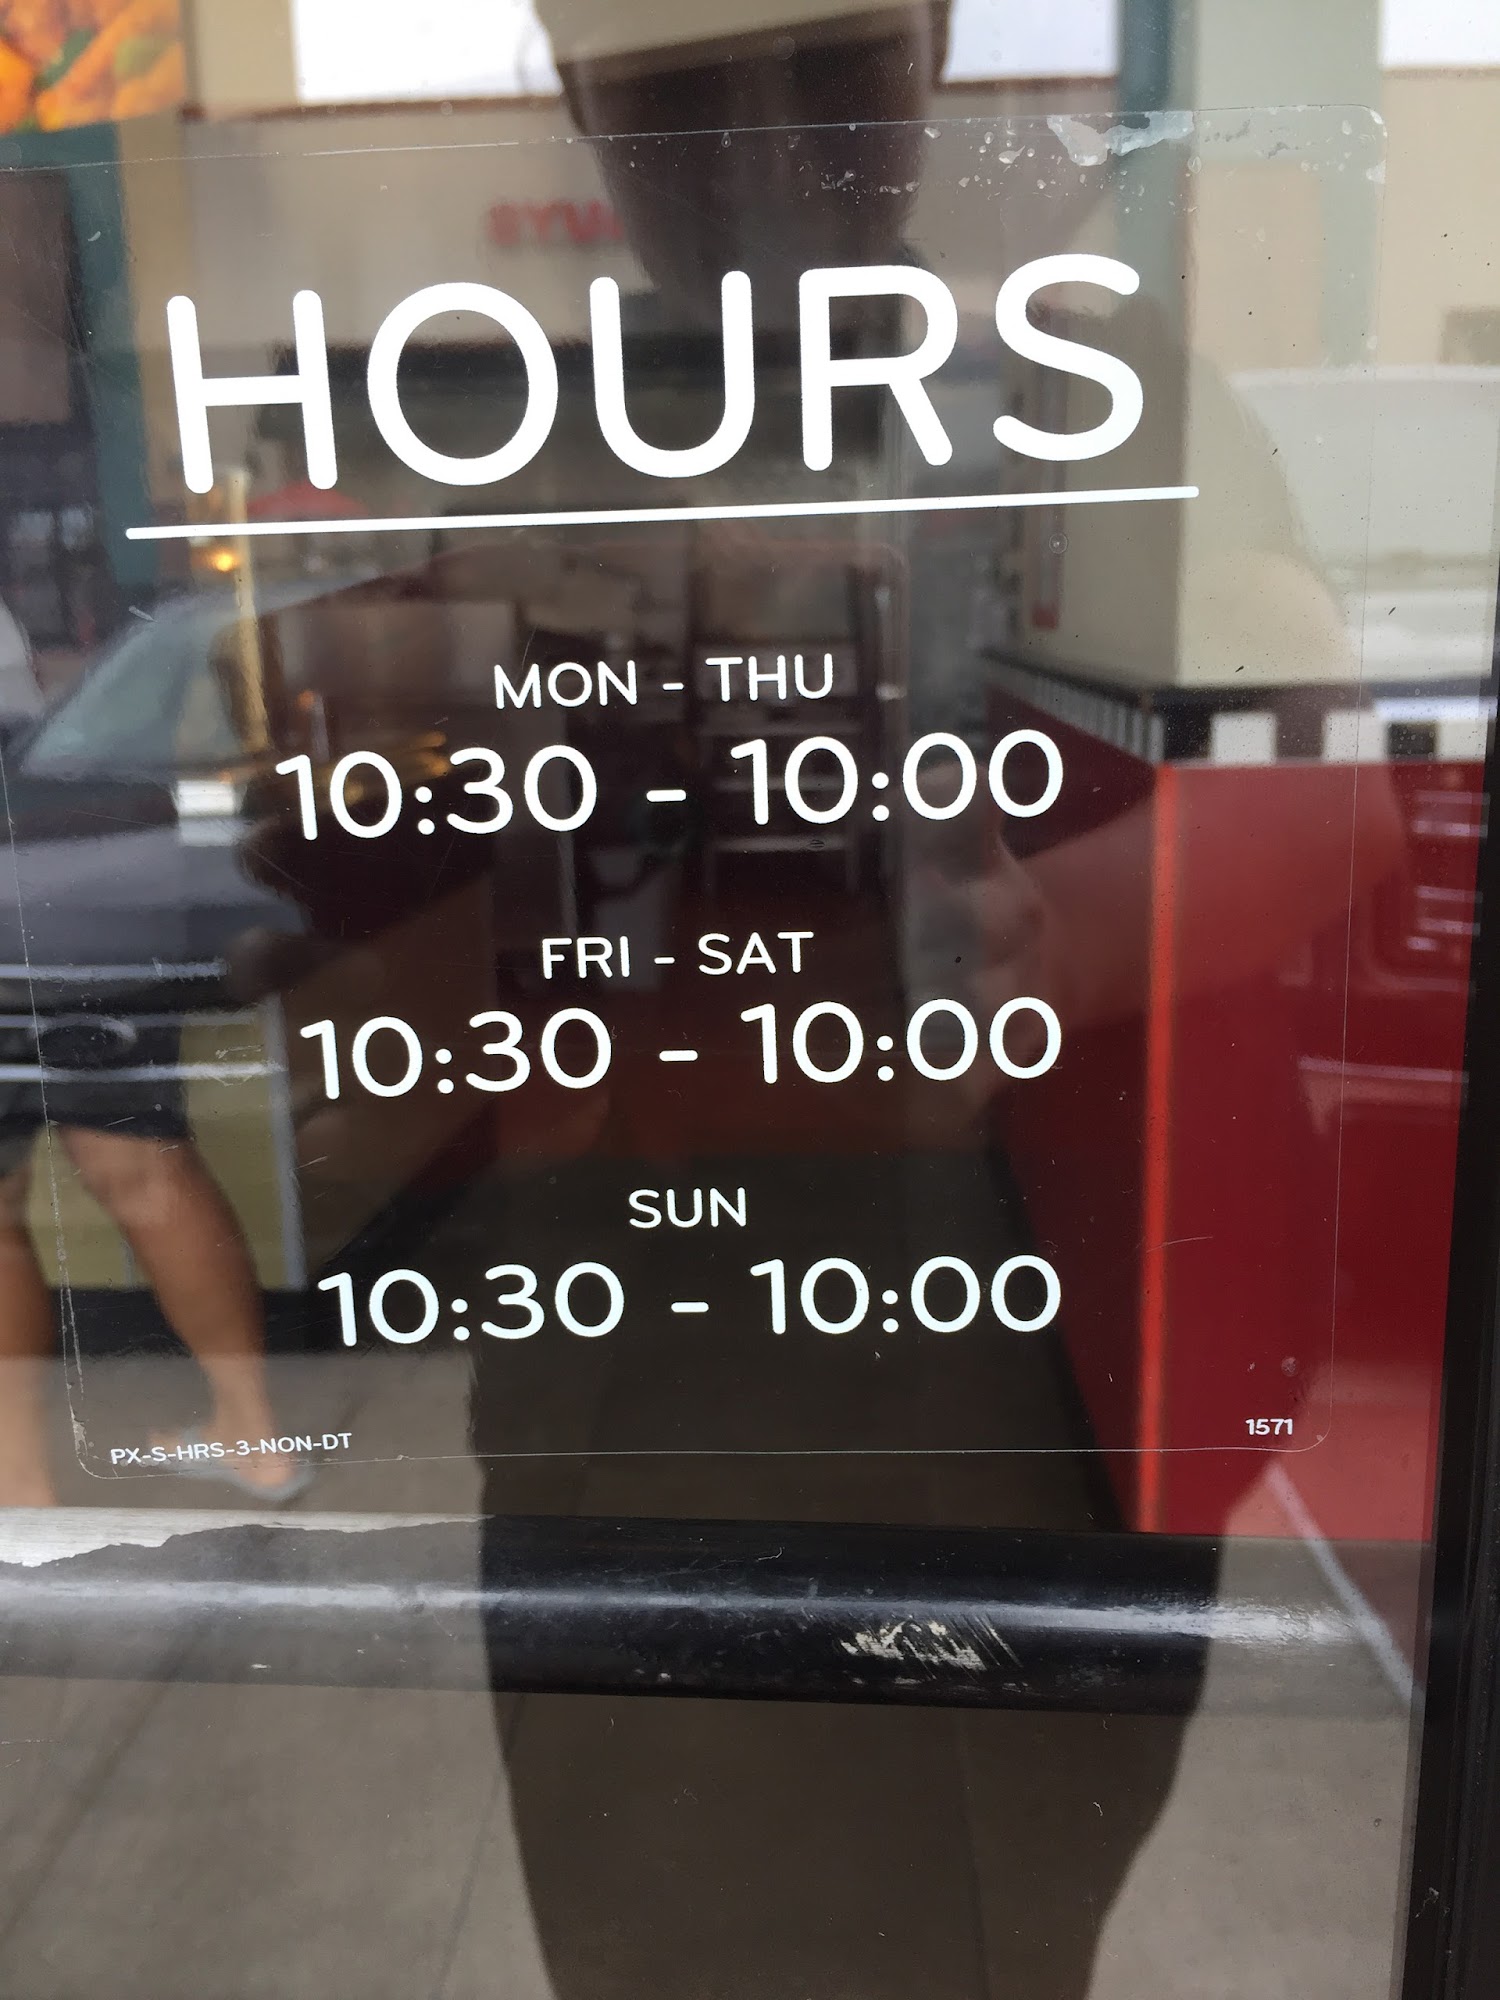 HOURS
MON - THU
10:30 - 10:00
FRI - SAT
10:30 - 10:00
SUN
10:30 - 10:00
PX-S-HRS-3-NON-DT
1571